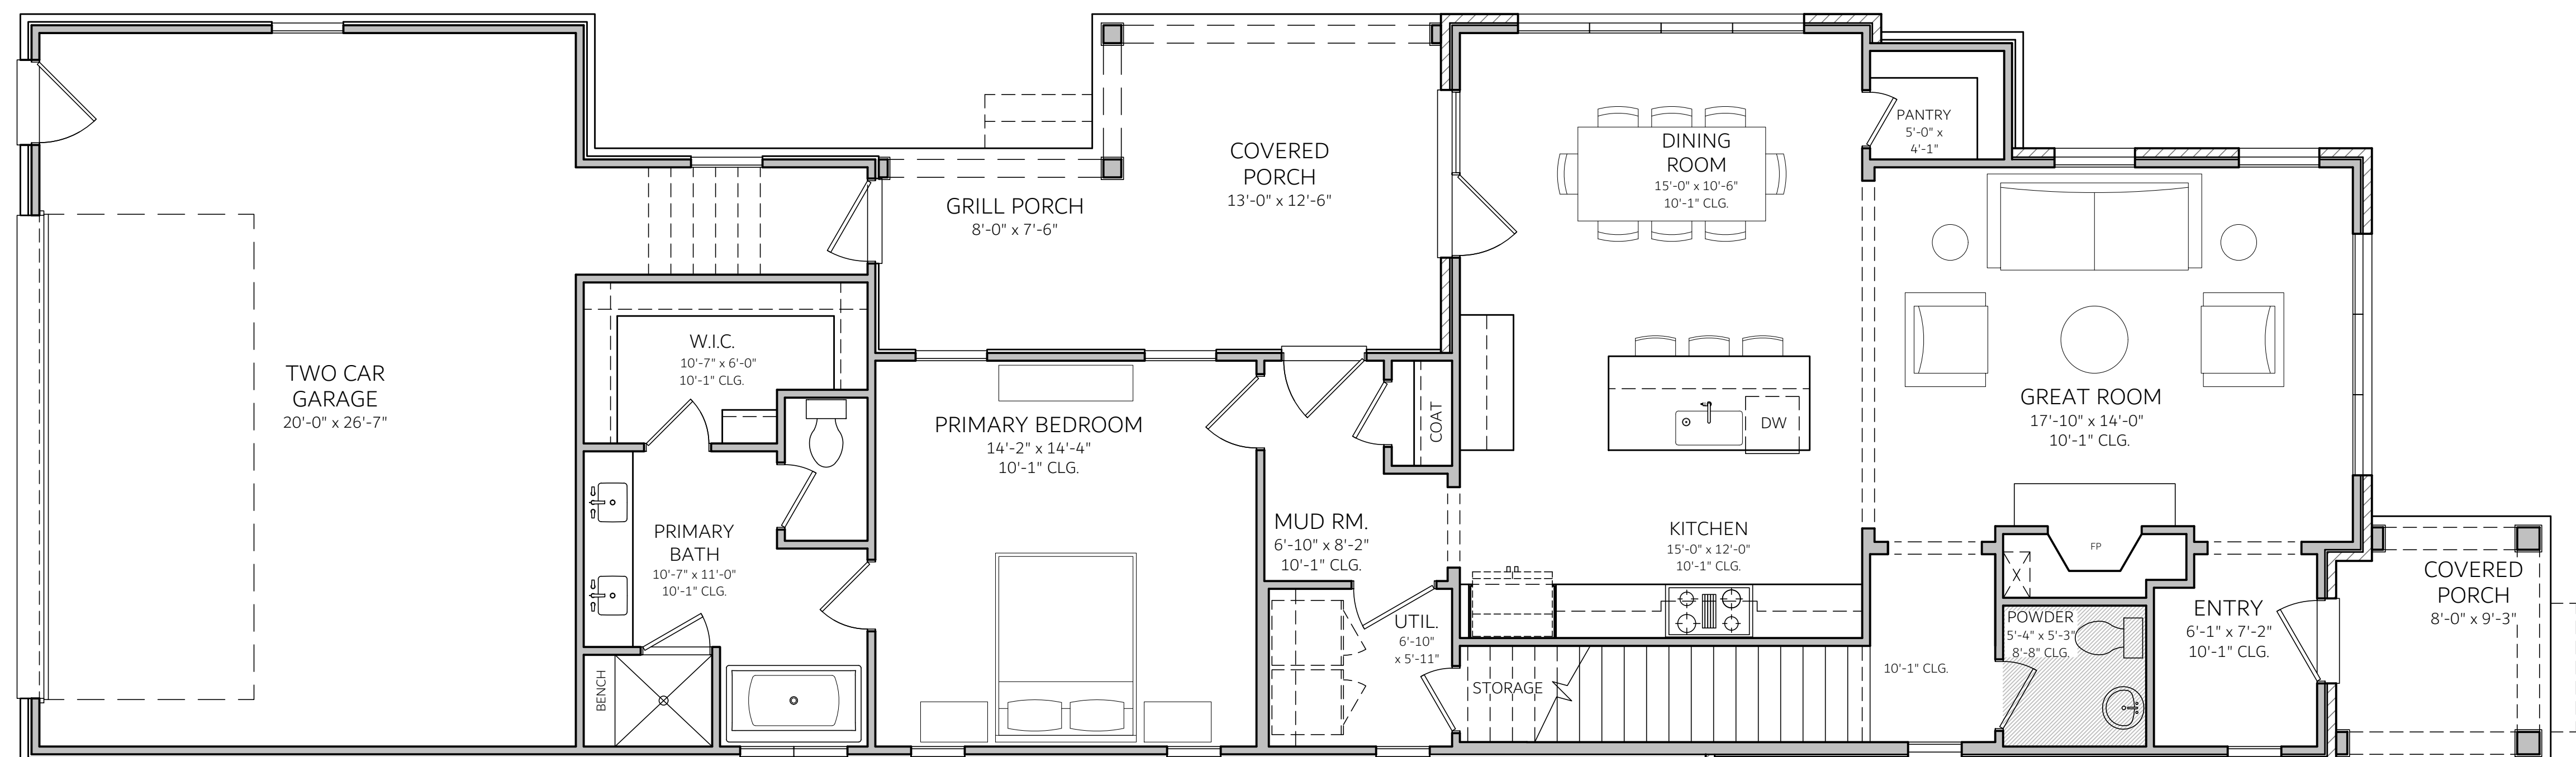 TWO CAR
GARAGE
20'-0" x 26'-7"
W.I.C.
10'-7" x 6'-0"
10'-1" CLG.
PRIMARY
BATH
10'-7" x 11'-0"
10'-1" CLG.
BENCH
GRILL PORCH
8'-0" x 7'-6"
COVERED
PORCH
13'-0" x 12'-6"
PRIMARY BEDROOM
14'-2" x 14'-4"
10'-1" CLG.
COAT
MUD RM.
6'-10" x 8'-2"
10'-1" CLG.
UTIL.
6'-10"
x 5'-11"
STORAGE
DINING
ROOM
15'-0" x 10'-6"
10'-1" CLG.
PANTRY
5'-0" x
4'-1"
DW
KITCHEN
15'-0" x 12'-0"
10'-1" CLG.
GREAT ROOM
17'-10" x 14'-0"
10'-1" CLG.
FP
X
10'-1" CLG.
POWDER
5'-4" x 5'-3"
8'-8" CLG.
ENTRY
6'-1" x 7'-2"
10'-1" CLG.
COVERED
PORCH
8'-0" x 9'-3"